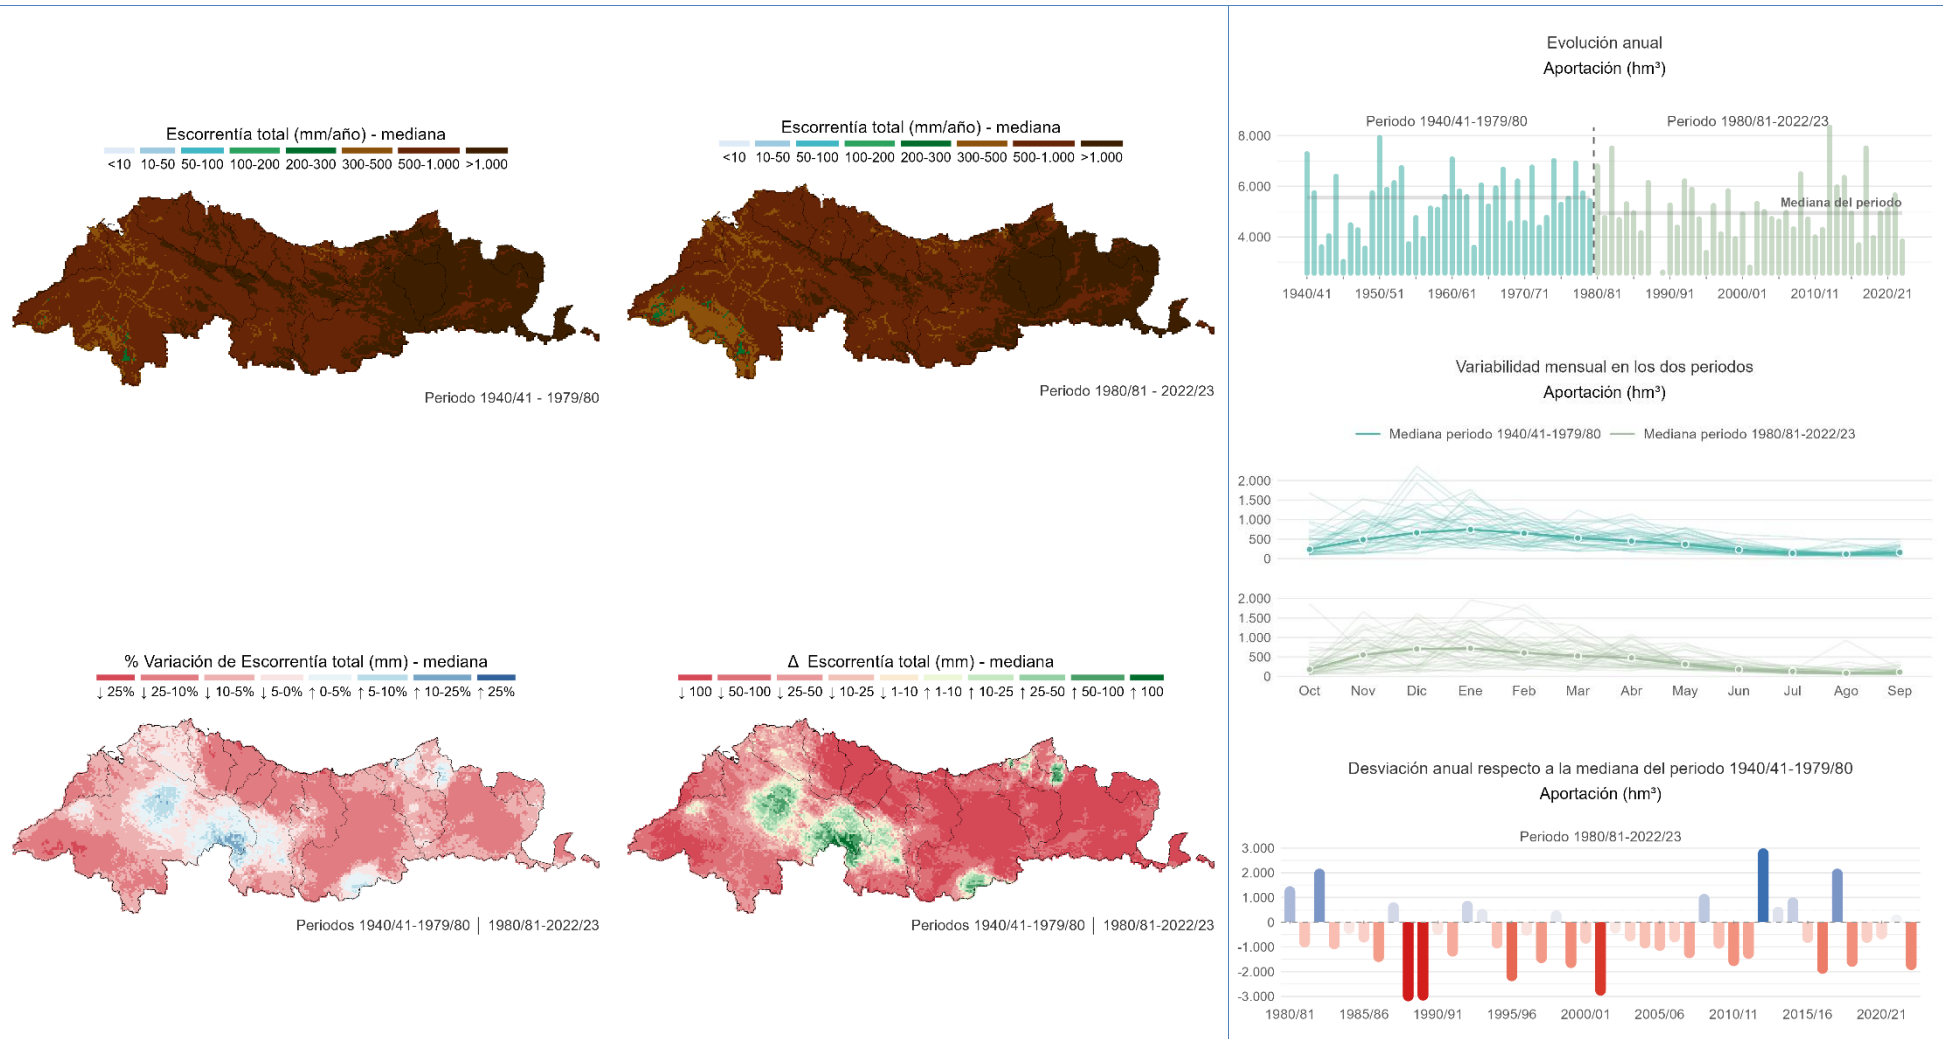 Escorrentía total (mm/año) - mediana
<10 10-50 50-100 100-200 200-300 300-500 500-1.000 >1.000
Periodo 1940/41 - 1979/80
Escorrentía total (mm/año) - mediana
<10 10-50 50-100 100-200 200-300 300-500 500-1.000 >1.000
Periodo 1980/81 - 2022/23
% Variación de Escorrentía total (mm) - mediana
↓ 25% ↓ 25-10% ↓ 10-5% ↓ 5-0% ↑ 0-5% ↑ 5-10% ↑ 10-25% ↑ 25%
Periodos 1940/41-1979/80 | 1980/81-2022/23
Δ Escorrentía total (mm) - mediana
↓ 100 ↓ 50-100 ↓ 25-50 ↓ 10-25 ↓ 1-10 ↑ 1-10 ↑ 10-25 ↑ 25-50 ↑ 50-100 ↑ 100
Periodos 1940/41-1979/80 | 1980/81-2022/23
Evolución anual
Aportación (hm³)
Periodo 1940/41-1979/80 Periodo 1980/81-2022/23
8.000
6.000
Mediana del periodo
4.000
1940/41 1950/51 1960/61 1970/71 1980/81 1990/91 2000/01 2010/11 2020/21
Variabilidad mensual en los dos periodos
Aportación (hm³)
Mediana periodo 1940/41-1979/80 Mediana periodo 1980/81-2022/23
2.000
1.500
1.000
500
0
2.000
1.500
1.000
500
0
Oct Nov Dic Ene Feb Mar Abr May Jun Jul Ago Sep
Desviación anual respecto a la mediana del periodo 1940/41-1979/80
Aportación (hm³)
Periodo 1980/81-2022/23
3.000
2.000
1.000
0
-1.000
-2.000
-3.000
1980/81 1985/86 1990/91 1995/96 2000/01 2005/06 2010/11 2015/16 2020/21